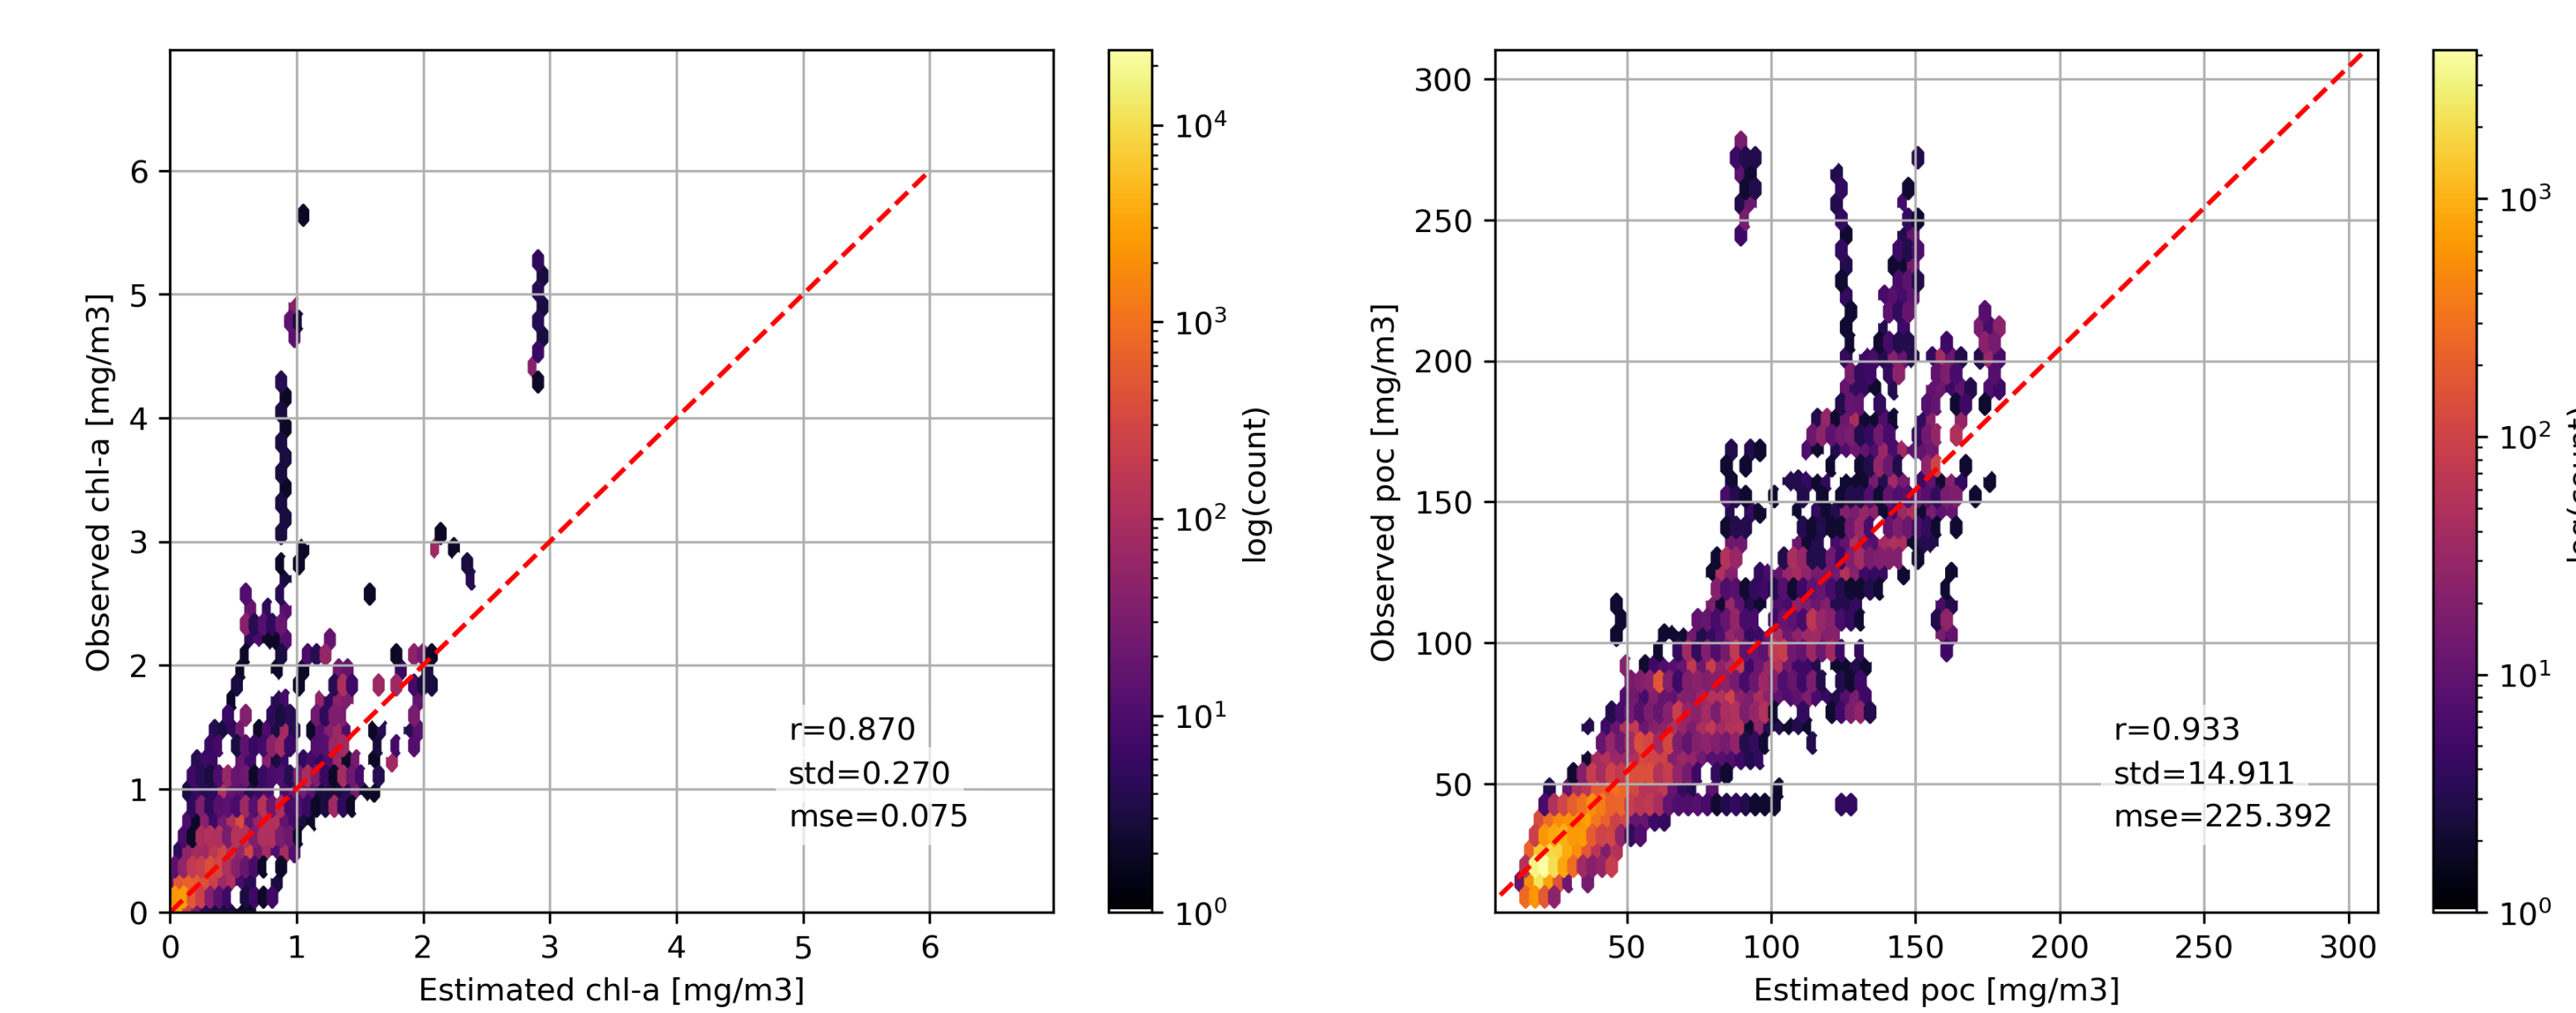 Observed chl-a [mg/m3]
6
5
4
3
2
1
0
0 1 2 3 4 5 6
Estimated chl-a [mg/m3]
r=0.870
std=0.270
mse=0.075
10⁴
10³
10²
10¹
10⁰
log(count)
Observed poc [mg/m3]
300
250
200
150
100
50
50 100 150 200 250 300
Estimated poc [mg/m3]
r=0.933
std=14.911
mse=225.392
10³
10²
10¹
10⁰